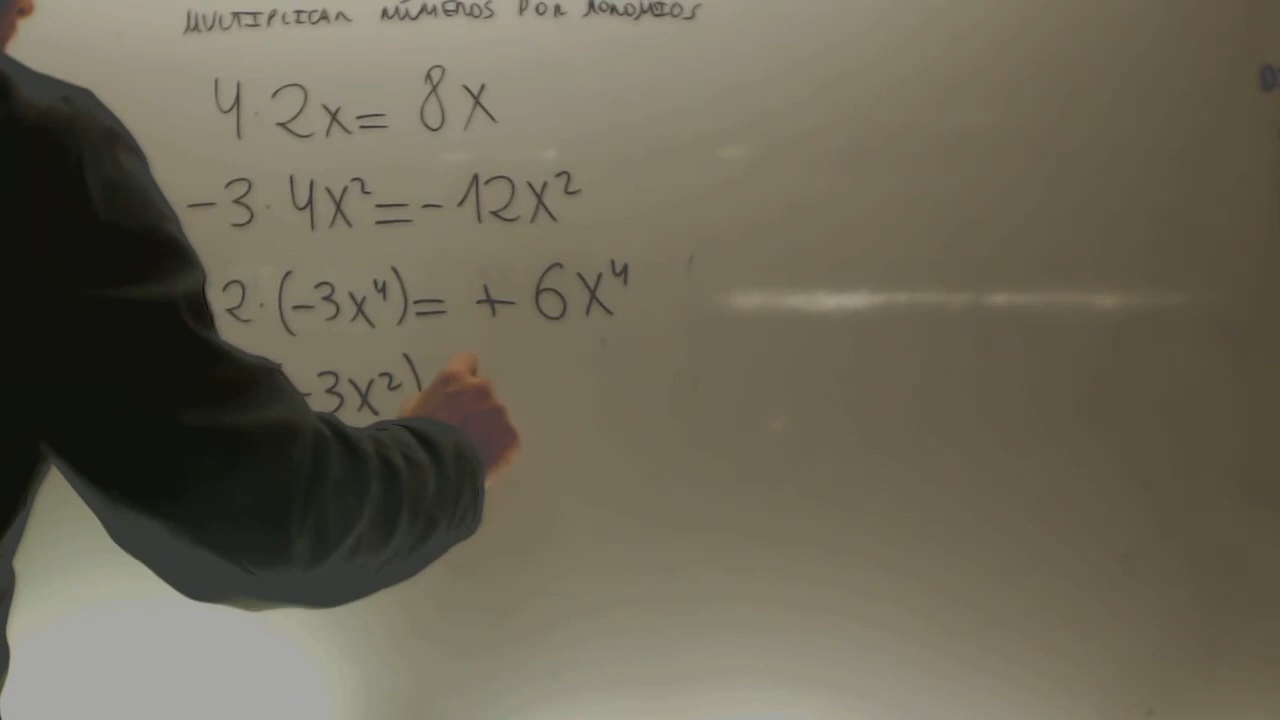 MULTIPLICAR NÚMEROS POR MONOMIOS
4·2x= 8x
-3·4x²=-12x²
2·(-3x⁴)= + 6x⁴
-3x²)